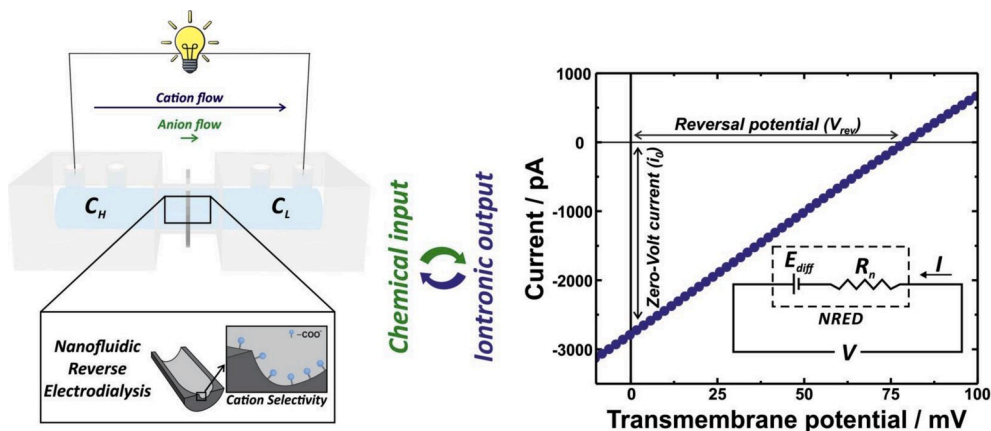 Cation flow
Anion flow
C_H
C_L
Nanofluidic
Reverse
Electrodialysis
~COO⁻
Cation Selectivity
Chemical input
Iontronic output
Current / pA
1000
0
-1000
-2000
-3000
Reversal potential (V_rev)
Zero-Volt current (i_0)
E_diff
R_n
I
NRED
V
0
25
50
75
100
Transmembrane potential / mV